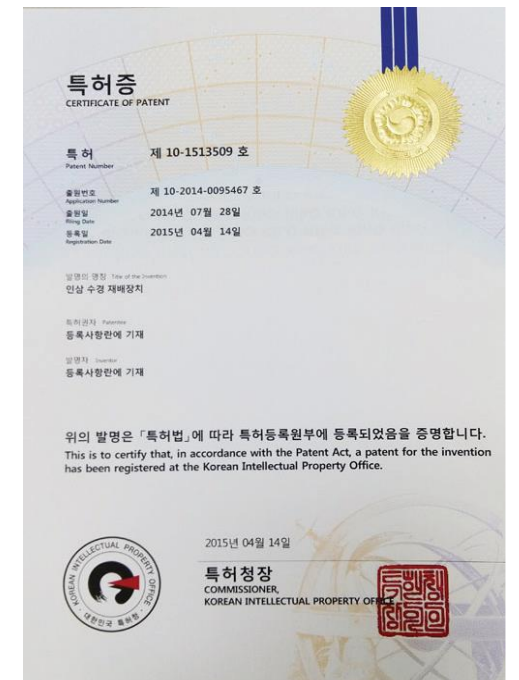 특허증
CERTIFICATE OF PATENT
특 허 제 10-1513509 호
Patent Number
출원번호 제 10-2014-0095467 호
Application Number
출원일 2014년 07월 28일
Filing Date
등록일 2015년 04월 14일
Registration Date
발명의 명칭 Title of the Invention
인삼 수경 재배장치
특허권자 Patentee
등록사항란에 기재
발명자 Inventor
등록사항란에 기재
위의 발명은 「특허법」에 따라 특허등록원부에 등록되었음을 증명합니다.
This is to certify that, in accordance with the Patent Act, a patent for the invention
has been registered at the Korean Intellectual Property Office.
2015년 04월 14일
특허청장
COMMISSIONER,
KOREAN INTELLECTUAL PROPERTY OFFICE
KOREAN INTELLECTUAL PROPERTY OFFICE
대한민국 특허청